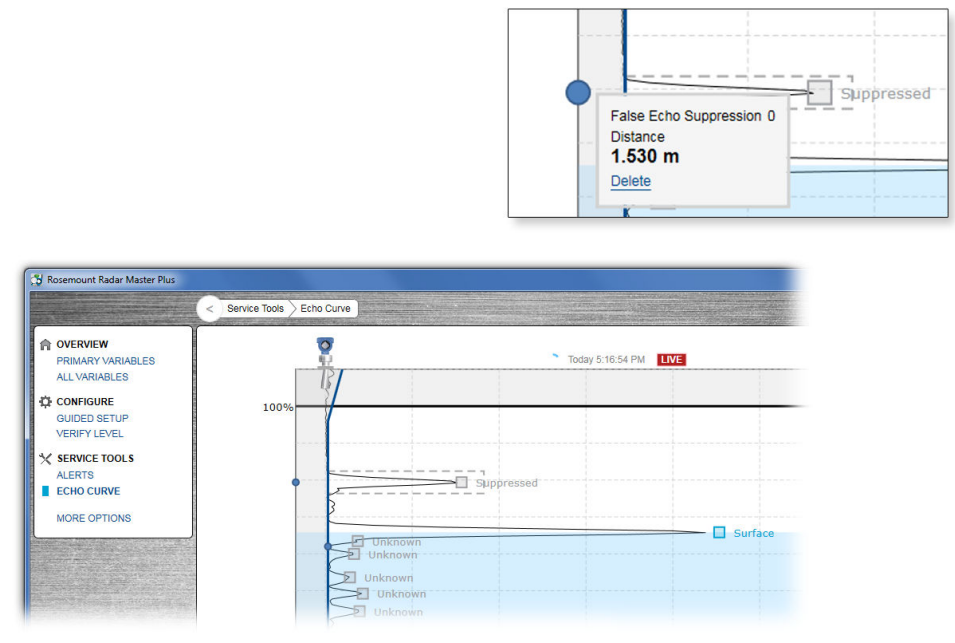 Suppressed
False Echo Suppression 0
Distance
1.530 m
Delete
Rosemount Radar Master Plus
< Service Tools Echo Curve
OVERVIEW
PRIMARY VARIABLES
ALL VARIABLES
CONFIGURE
GUIDED SETUP
VERIFY LEVEL
SERVICE TOOLS
ALERTS
ECHO CURVE
MORE OPTIONS
Today 5:16:54 PM LIVE
100%
Suppressed
Surface
Unknown
Unknown
Unknown
Unknown
Unknown